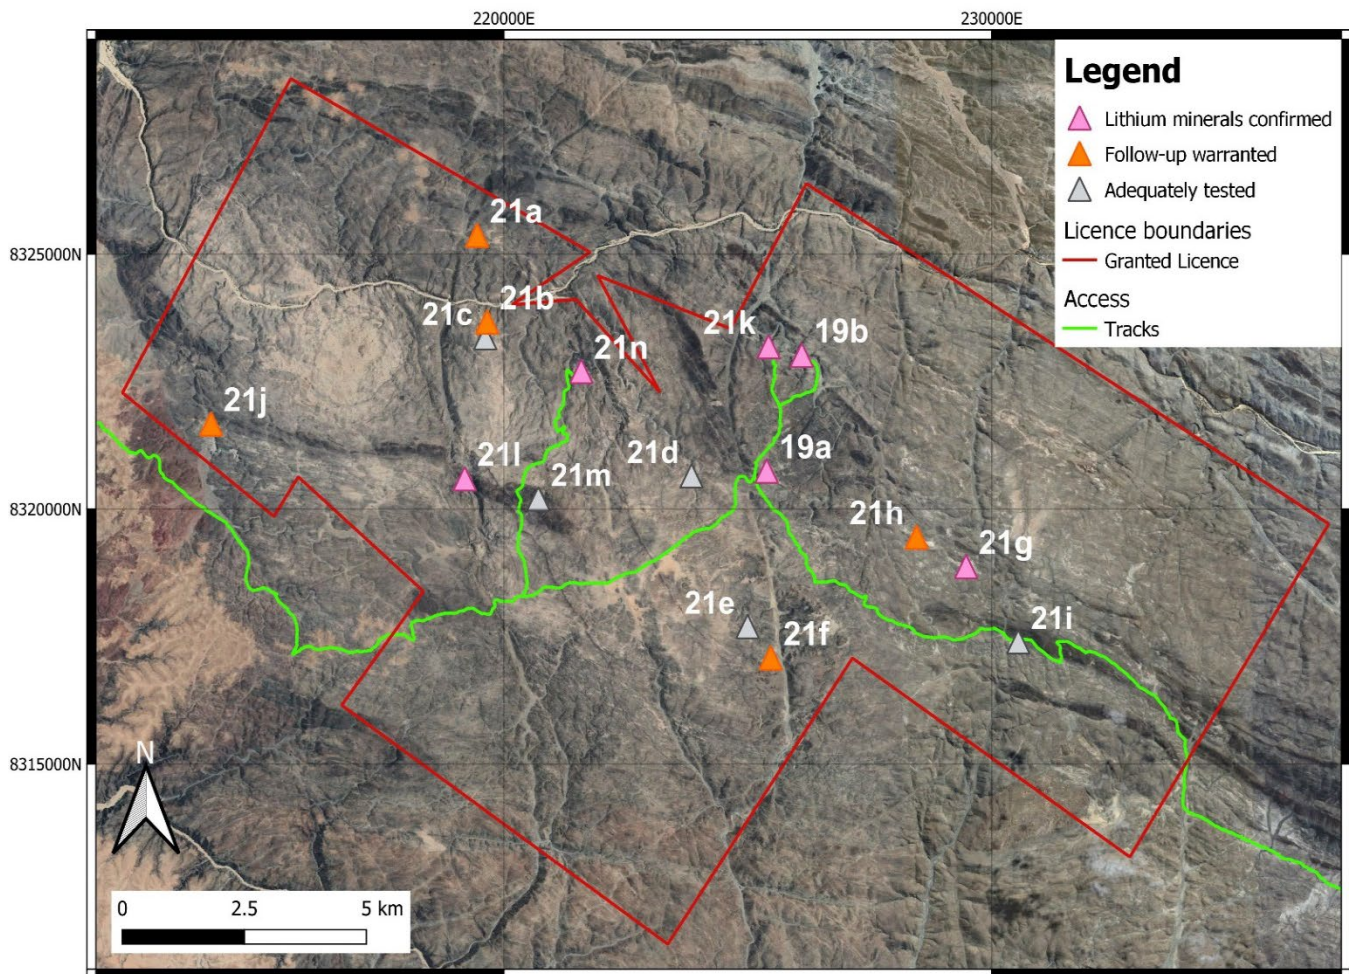 220000E
230000E
Legend
Lithium minerals confirmed
Follow-up warranted
Adequately tested
Licence boundaries
Granted Licence
Access
Tracks
8325000N
8320000N
8315000N
21a
21b
21c
21k
19b
21n
21j
21l
21m
21d
19a
21h
21g
21e
21f
21i
N
0 2.5 5 km